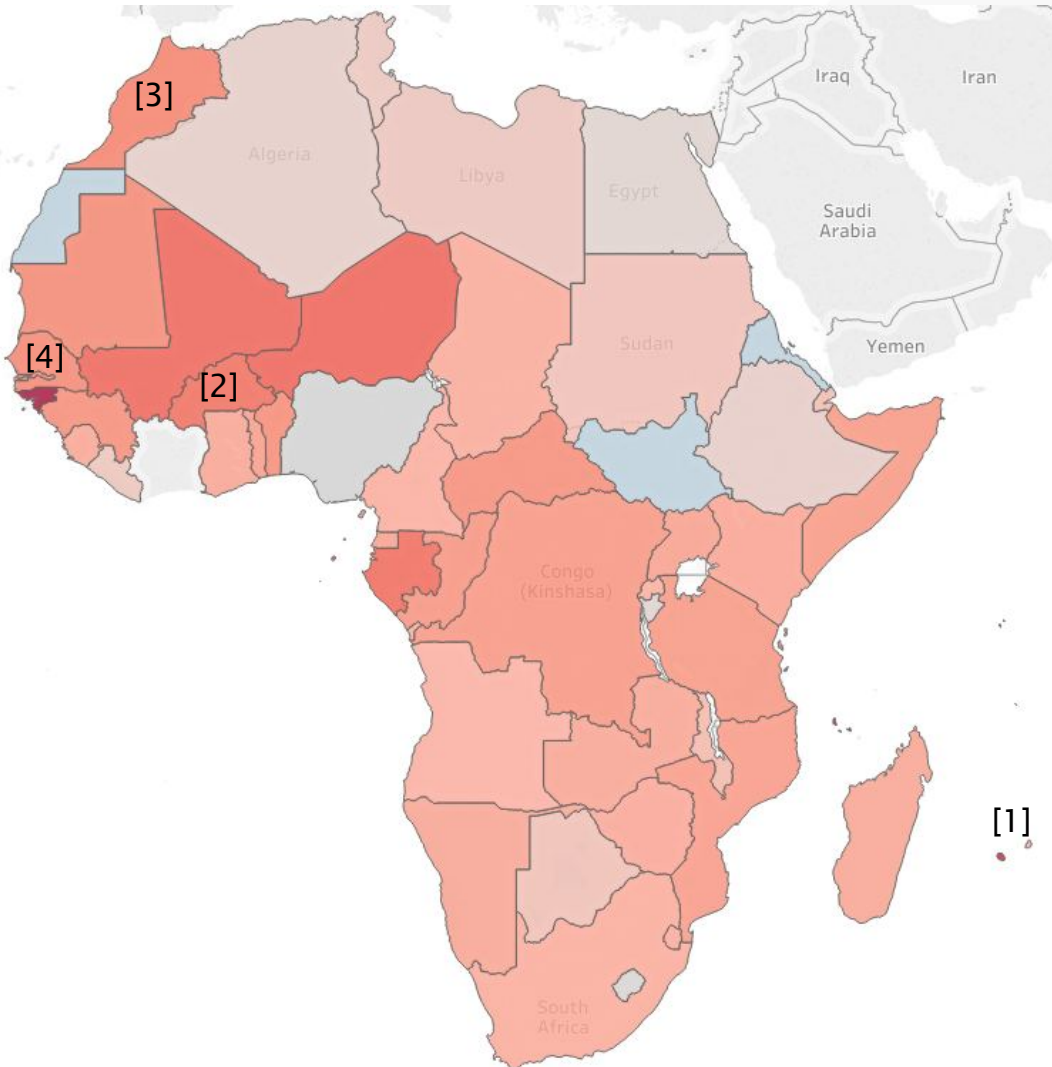 Iraq
Iran
[3]
Algeria
Libya
Egypt
Saudi
Arabia
Sudan
Yemen
[4]
[2]
Congo
(Kinshasa)
[1]
South
Africa